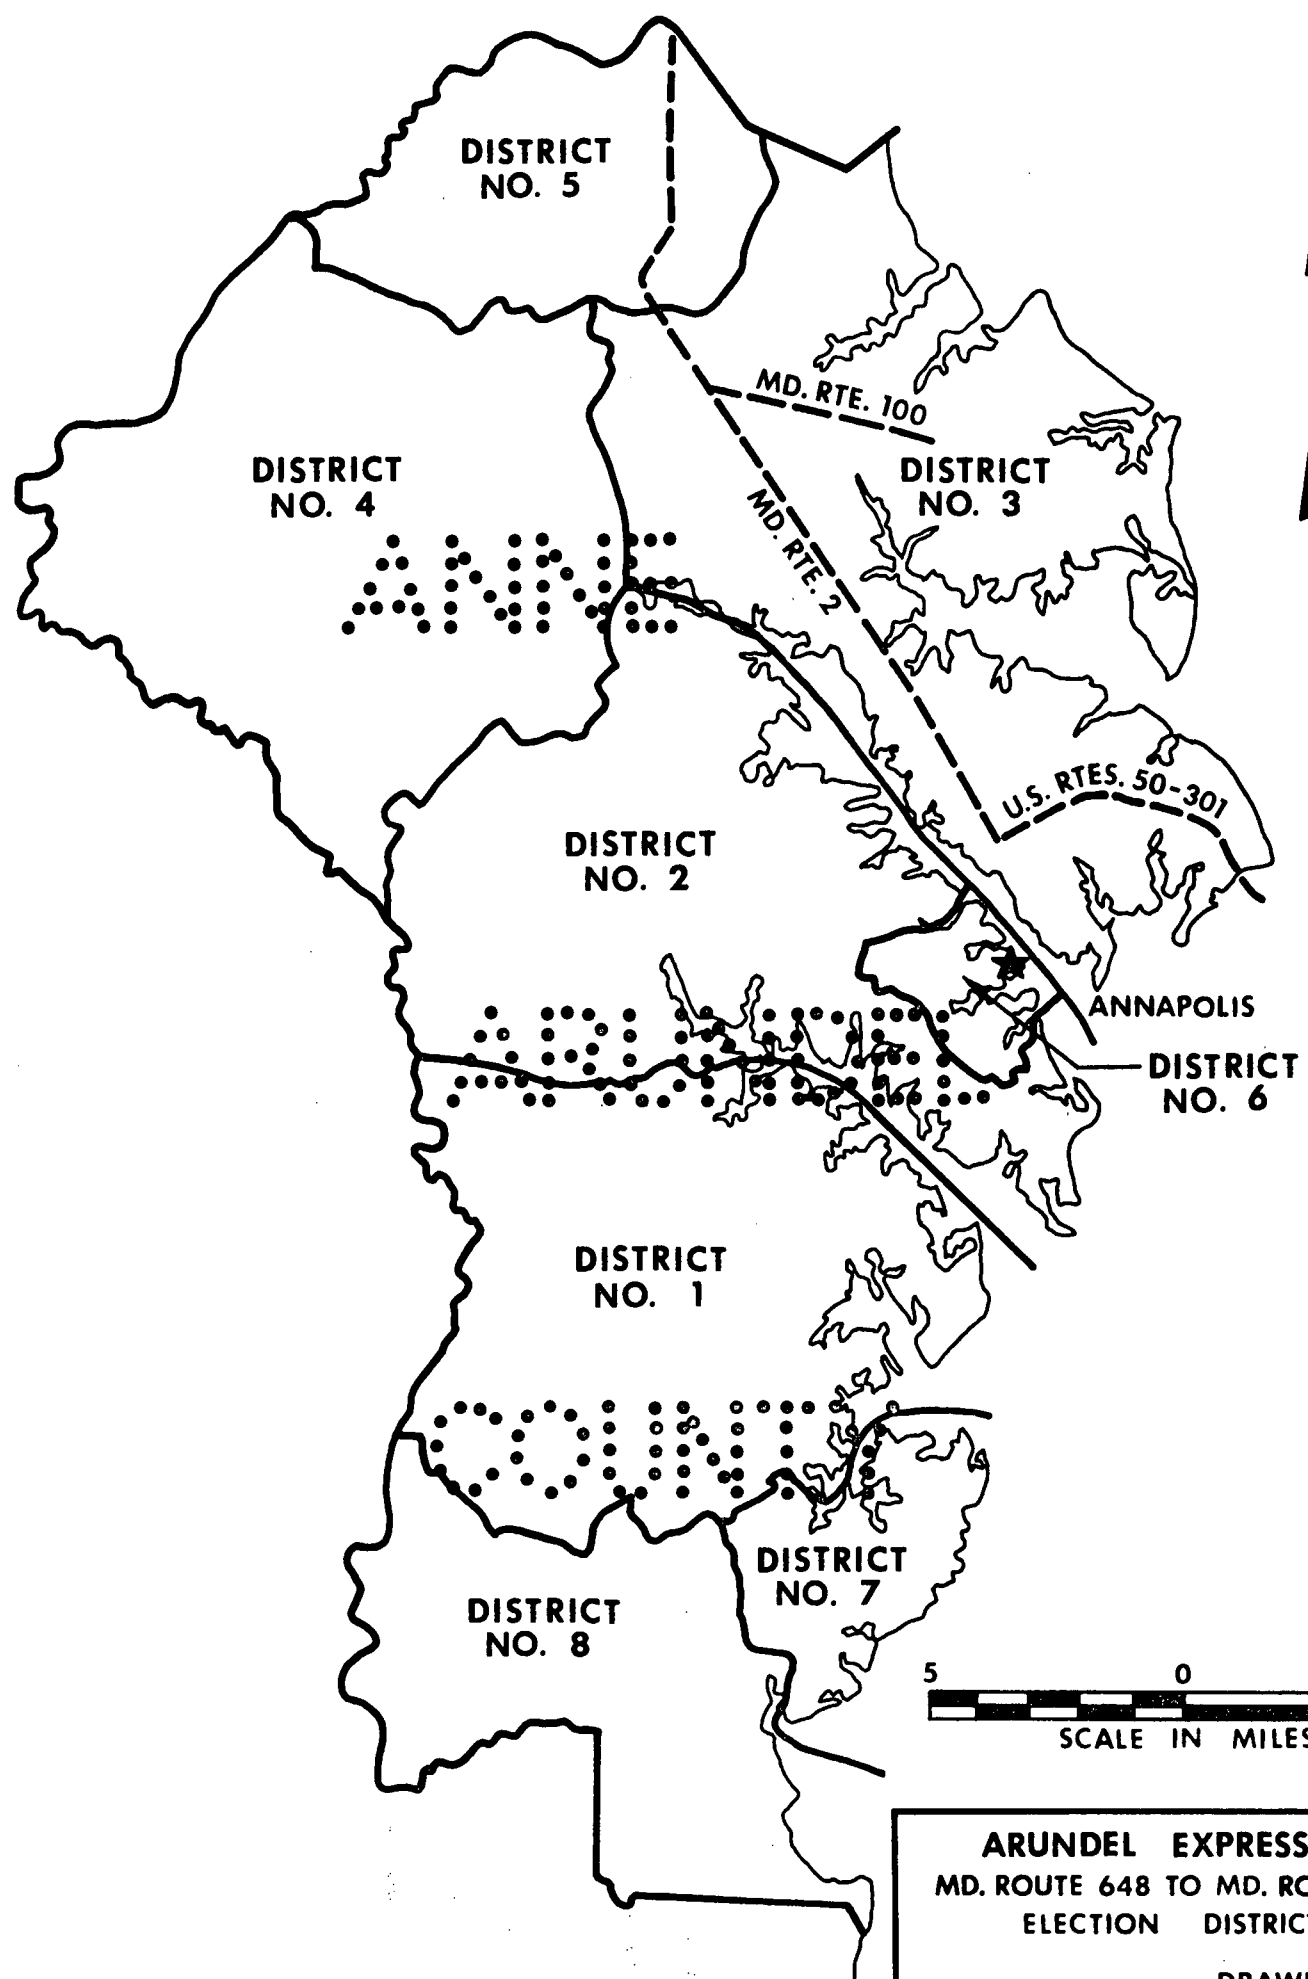 DISTRICT
NO. 5
MD. RTE. 100
DISTRICT
NO. 4
DISTRICT
NO. 3
MD. RTE. 2
ANNE
U.S. RTES. 50-301
DISTRICT
NO. 2
ANNAPOLIS
ARUNDEL
DISTRICT
NO. 6
DISTRICT
NO. 1
COUNTY
DISTRICT
NO. 7
DISTRICT
NO. 8
5 0
SCALE IN MILES
ARUNDEL EXPRESS
MD. ROUTE 648 TO MD. RO
ELECTION DISTRICT